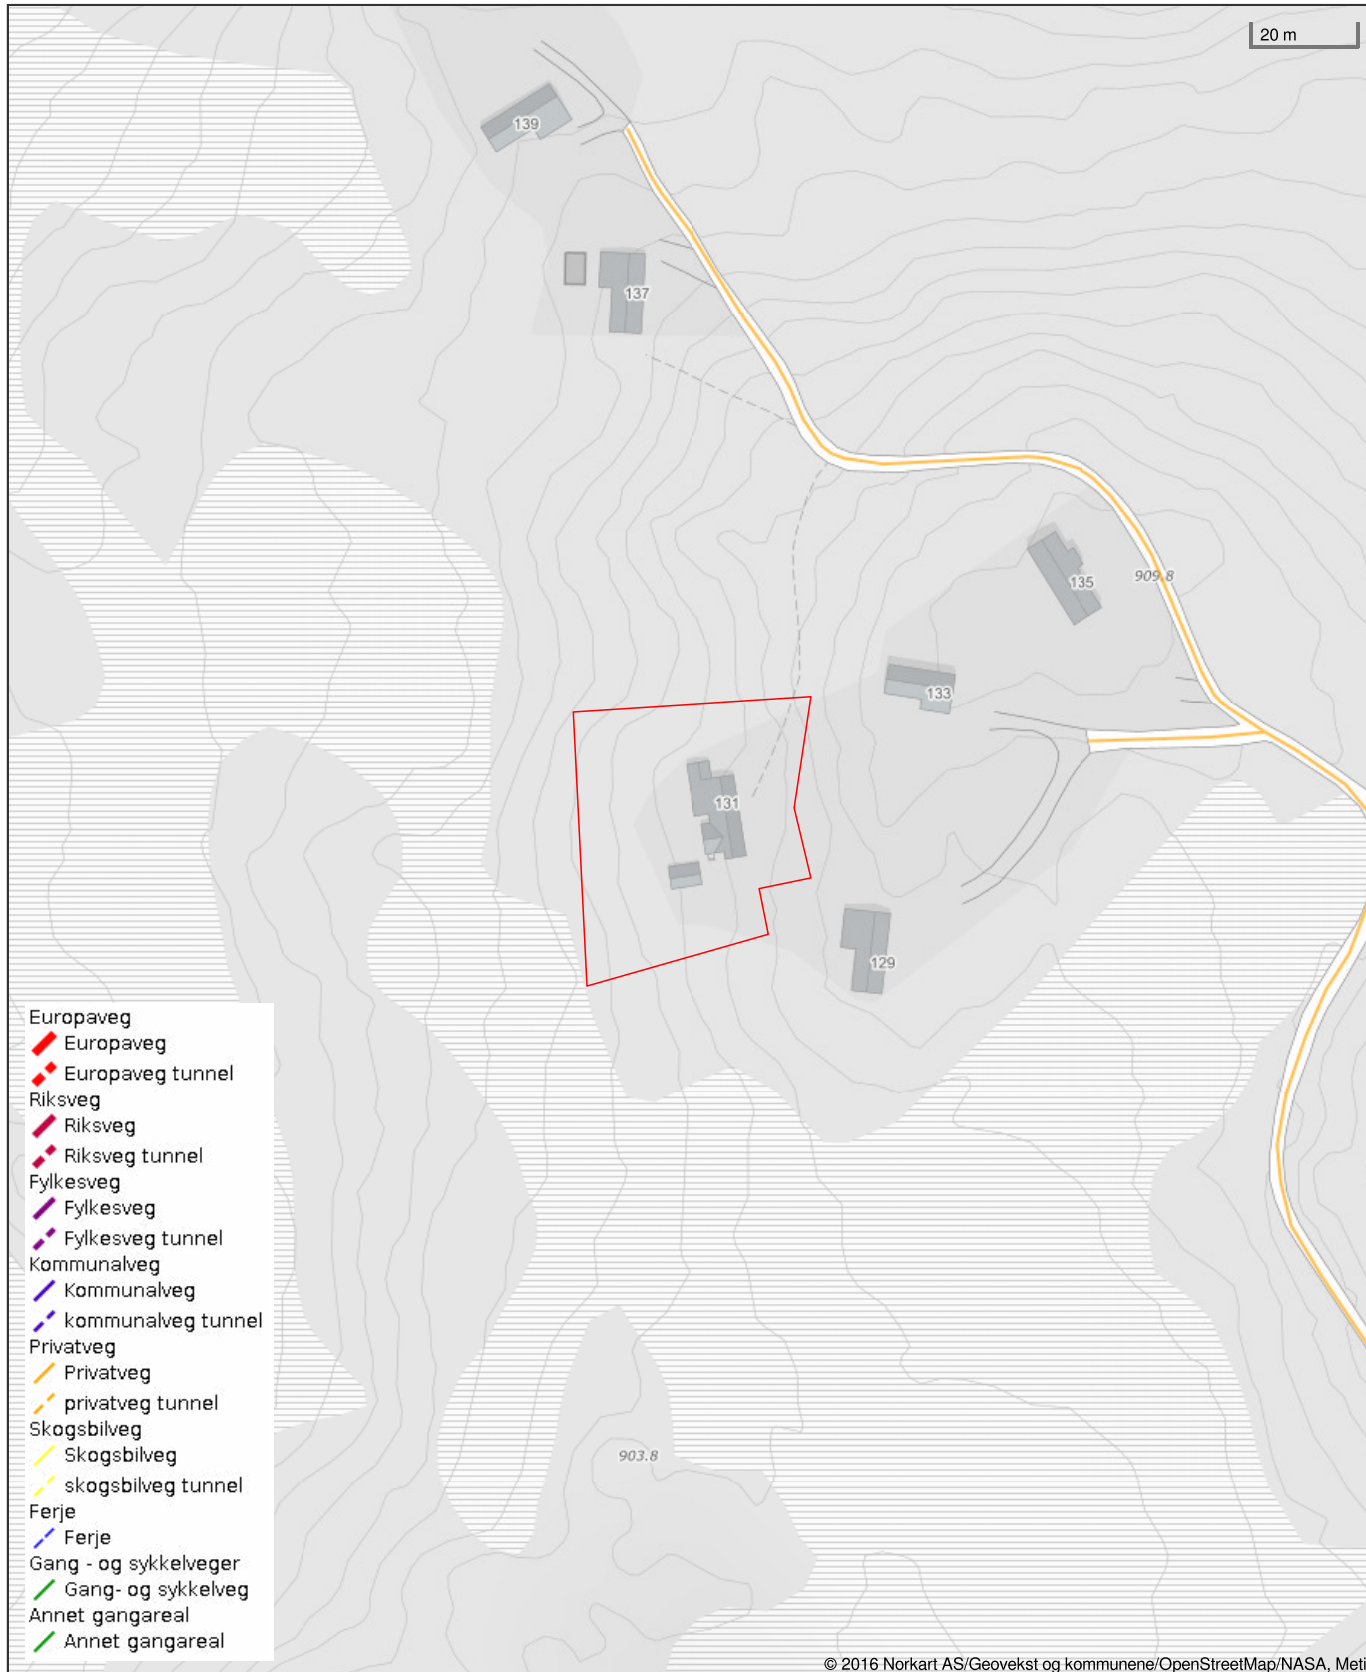 20 m
139
137
135
909.8
133
131
129
Europaveg
Europaveg
Europaveg tunnel
Riksveg
Riksveg
Riksveg tunnel
Fylkesveg
Fylkesveg
Fylkesveg tunnel
Kommunalveg
Kommunalveg
kommunalveg tunnel
Privatveg
Privatveg
privatveg tunnel
Skogsbilveg
Skogsbilveg
skogsbilveg tunnel
Ferje
Ferje
Gang - og sykkelveger
Gang- og sykkelveg
Annet gangareal
Annet gangareal
903.8
© 2016 Norkart AS/Geovekst og kommunene/OpenStreetMap/NASA, Meti